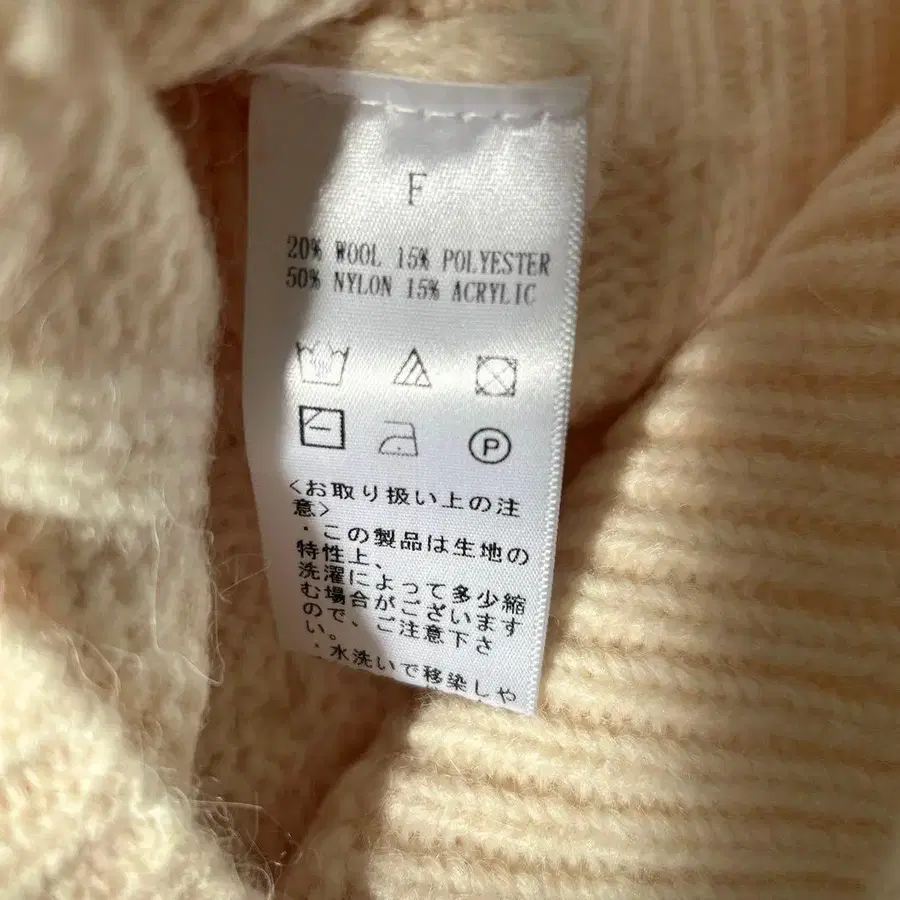 F
20% WOOL 15% POLYESTER
50% NYLON 15% ACRYLIC
P
<お取り扱い上の注
意>
・この製品は生地の
特性上、
洗濯によって多少縮
む場合がございます
ので、ご注意下さ
い。
・水洗いで移染しや